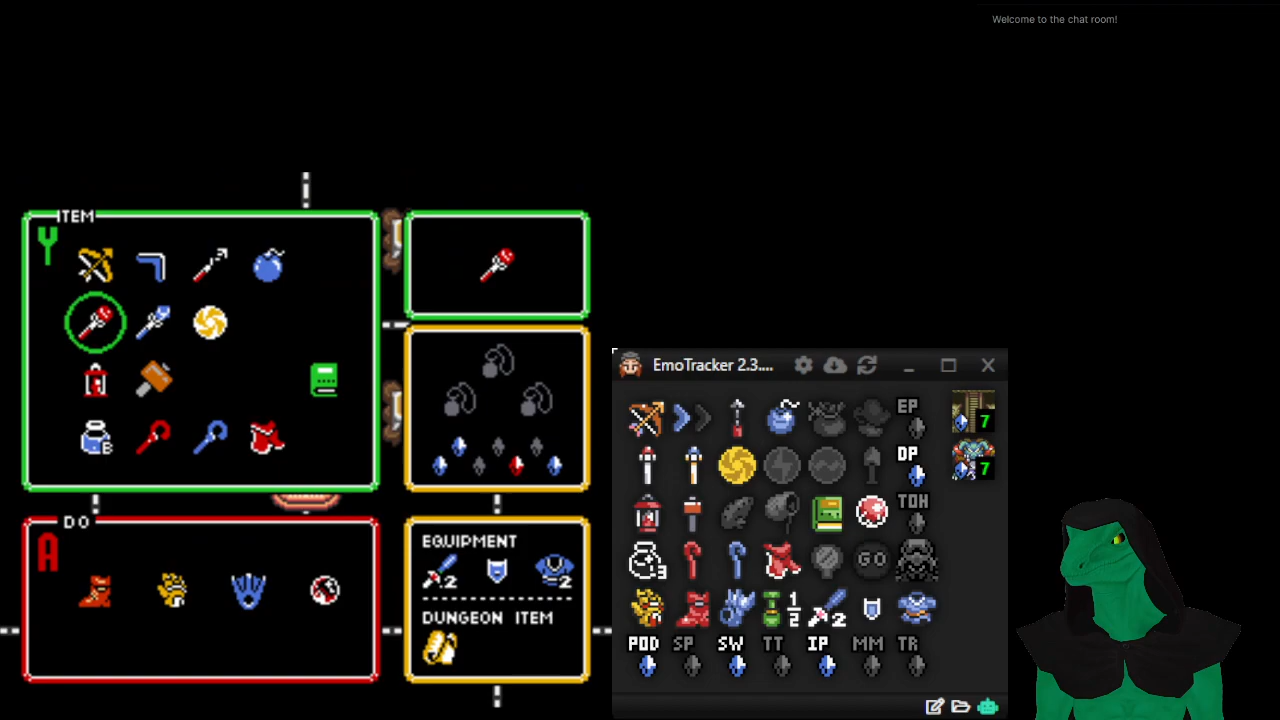 Welcome to the chat room!
ITEM
Y
B
DO
A
EQUIPMENT
2
2
DUNGEON ITEM
EmoTracker 2.3....
EP
7
DP
7
TOH
3
GO
1/2
2
POD SP SW TT IP MM TR